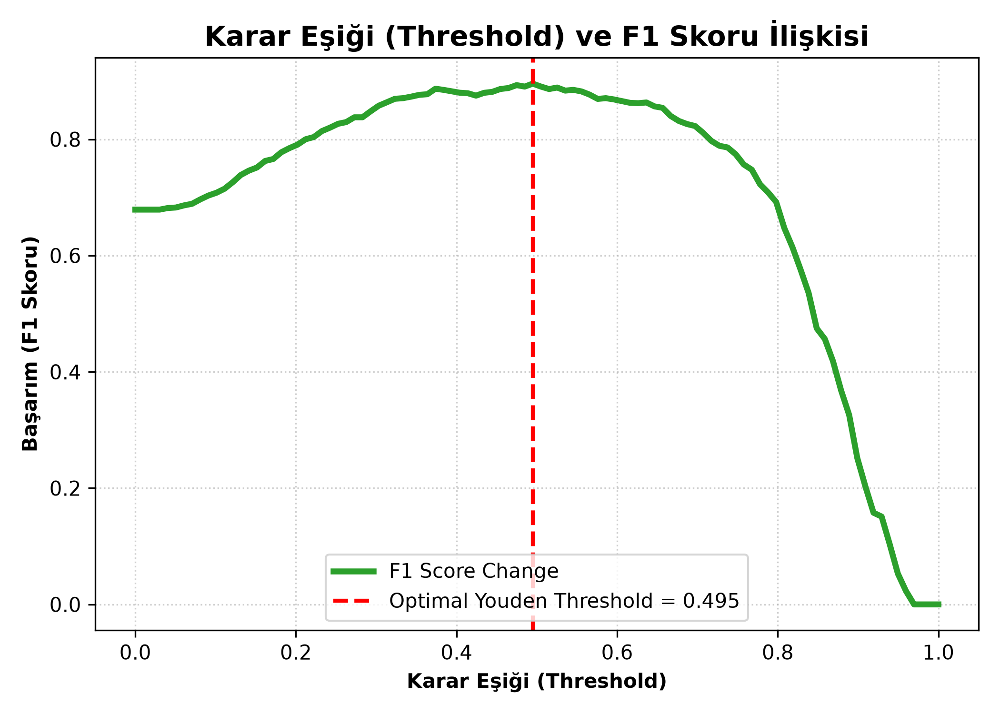 Karar Eşiği (Threshold) ve F1 Skoru İlişkisi
Başarım (F1 Skoru)
0.8
0.6
0.4
0.2
0.0
F1 Score Change
Optimal Youden Threshold = 0.495
0.0 0.2 0.4 0.6 0.8 1.0
Karar Eşiği (Threshold)